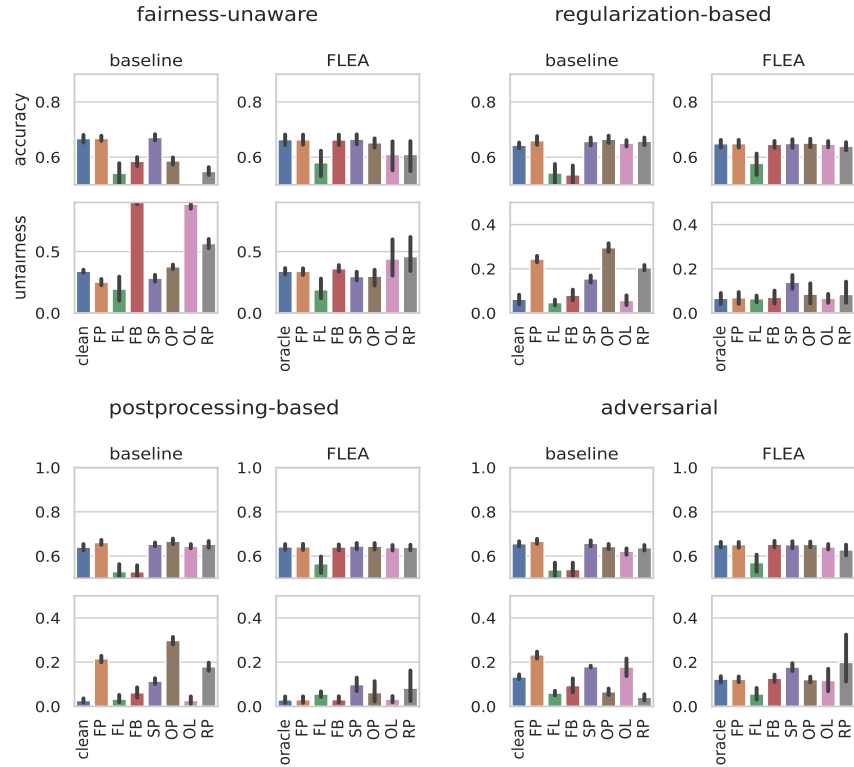 fairness-unaware
regularization-based
baseline
FLEA
baseline
FLEA
accuracy
0.8
0.6
0.8
0.6
0.8
0.6
0.8
0.6
unfairness
0.5
0.0
0.5
0.0
0.4
0.2
0.0
0.4
0.2
0.0
clean FP FL FB SP OP OL RP
oracle FP FL FB SP OP OL RP
clean FP FL FB SP OP OL RP
oracle FP FL FB SP OP OL RP
postprocessing-based
adversarial
baseline
FLEA
baseline
FLEA
1.0
0.8
0.6
1.0
0.8
0.6
1.0
0.8
0.6
1.0
0.8
0.6
0.4
0.2
0.0
0.4
0.2
0.0
0.4
0.2
0.0
0.4
0.2
0.0
clean FP FL FB SP OP OL RP
oracle FP FL FB SP OP OL RP
clean FP FL FB SP OP OL RP
oracle FP FL FB SP OP OL RP